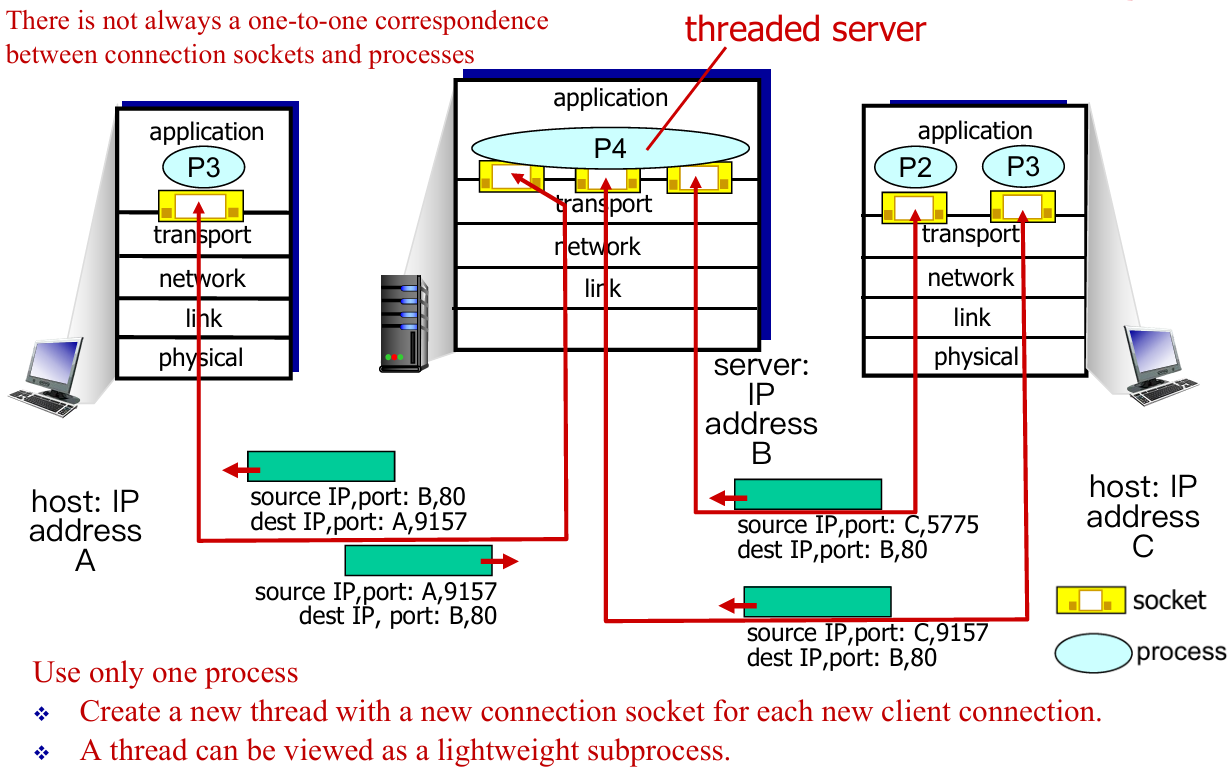 There is not always a one-to-one correspondence
between connection sockets and processes
threaded server
application
P3
transport
network
link
physical
application
P4
transport
network
link
application
P2
P3
transport
network
link
physical
server:
IP
address
B
host: IP
address
A
source IP,port: B,80
dest IP,port: A,9157
source IP,port: A,9157
dest IP, port: B,80
source IP,port: C,5775
dest IP,port: B,80
source IP,port: C,9157
dest IP,port: B,80
host: IP
address
C
socket
process
Use only one process
❖ Create a new thread with a new connection socket for each new client connection.
❖ A thread can be viewed as a lightweight subprocess.